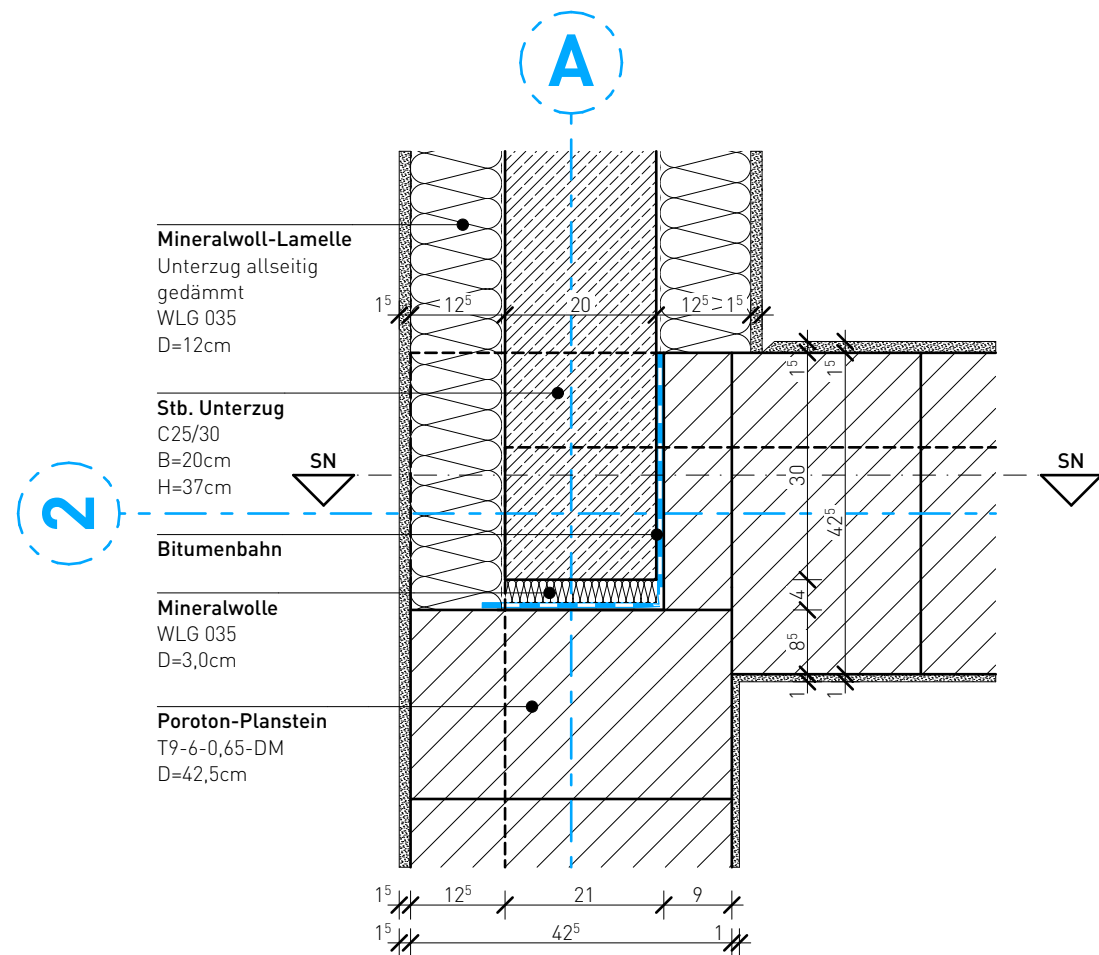 A
Mineralwoll-Lamelle
Unterzug allseitig
gedämmt
WLG 035
D=12cm
1⁵ 12⁵ 20 12⁵ 1⁵
Stb. Unterzug
C25/30
B=20cm
H=37cm
SN
SN
2
Bitumenbahn
Mineralwolle
WLG 035
D=3,0cm
Poroton-Planstein
T9-6-0,65-DM
D=42,5cm
1⁵ 30 4 8⁵ 1
1⁵ 42⁵ 1
1⁵ 12⁵ 21 9
1⁵ 42⁵ 1